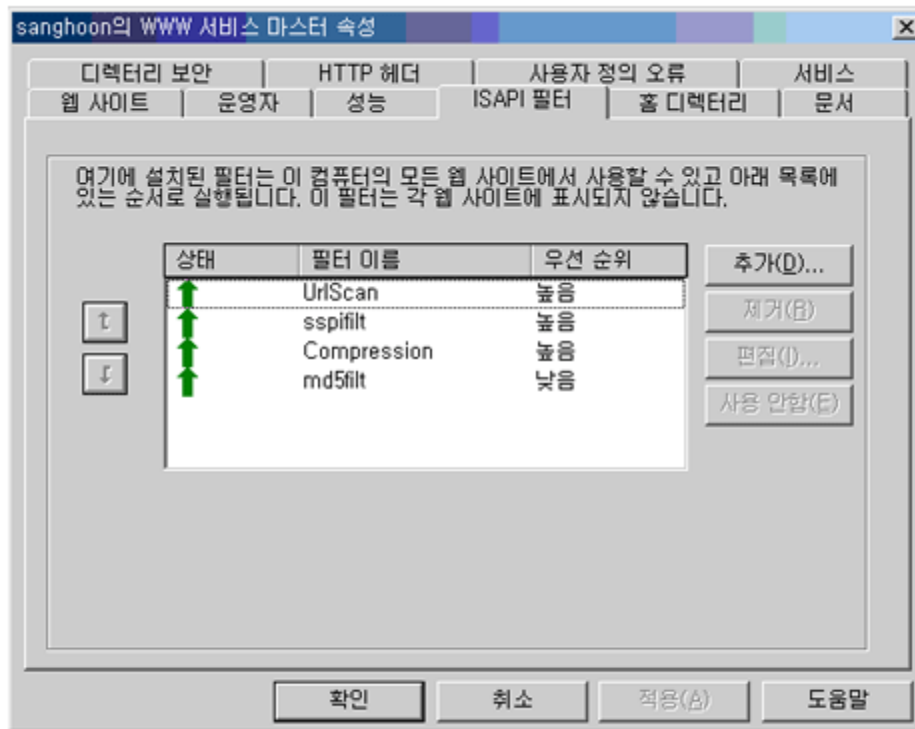 sanghoon의 WWW 서비스 마스터 속성
디렉터리 보안 HTTP 헤더 사용자 정의 오류 서비스
웹 사이트 운영자 성능 ISAPI 필터 홈 디렉터리 문서
여기에 설치된 필터는 이 컴퓨터의 모든 웹 사이트에서 사용할 수 있고 아래 목록에
있는 순서로 실행됩니다. 이 필터는 각 웹 사이트에 표시되지 않습니다.
상태 필터 이름 우선 순위
UrlScan 높음
sspifilt 높음
Compression 높음
md5filt 낮음
추가(D)...
제거(R)
편집(I)...
사용 안함(E)
확인 취소 적용(A) 도움말